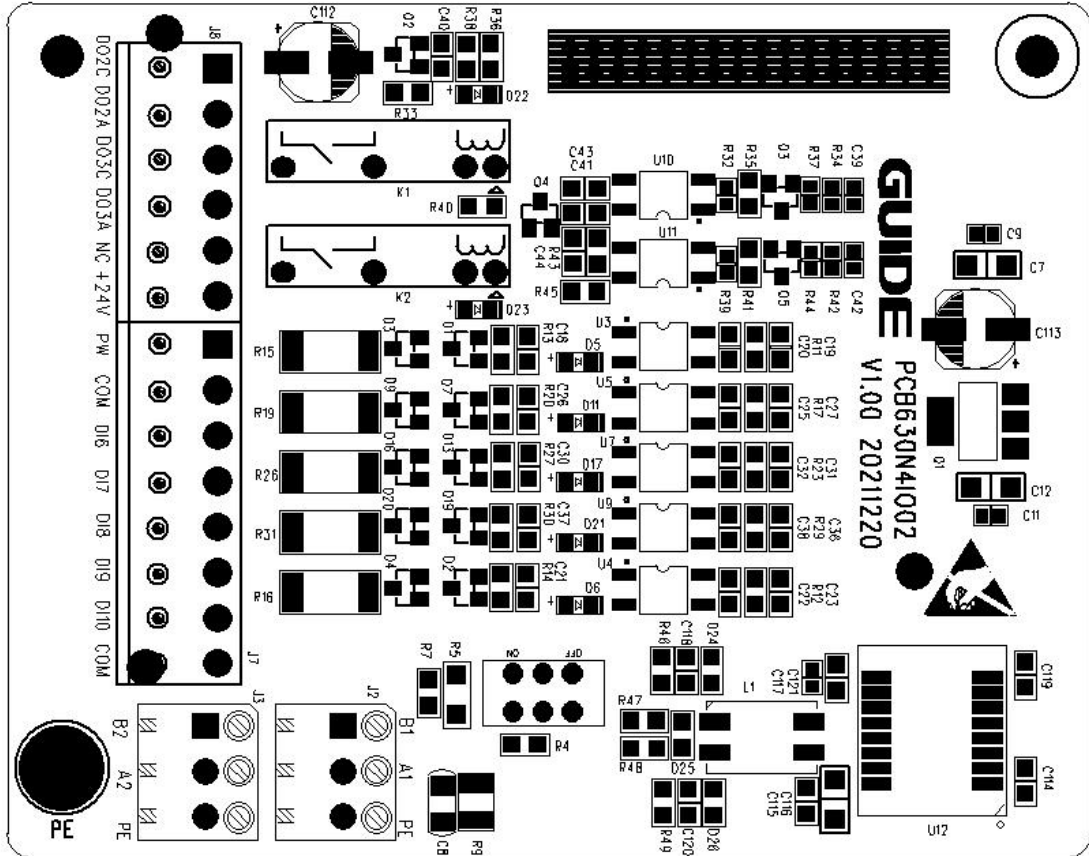 C112
Q2
C40
R38
R36
J8
D22
R33
K1
R40
K2
D23
DO2C
DO2A
DO3C
DO3A
NC
+24V
PW
COM
DI6
DI7
DI8
DI9
DI10
COM
J7
C43
C41
Q4
C44
R43
R45
U10
U11
R32
R35
Q3
R37
R34
C39
R39
R41
Q5
R44
R42
C42
GUIDE
PCB630N41002
V1.00 20211220
C9
C7
C113
Q1
C12
C11
R15
D3
D1
C18
R13
D5
U3
C20
R11
C19
R19
D9
D7
C26
R20
D11
U5
C25
R17
C27
R26
D16
D13
C30
R27
D17
U7
C32
R23
C31
R31
D20
D19
C37
R30
D21
U9
C38
R29
C36
R16
D4
D2
C21
R14
D6
U4
C22
R12
C23
R7
R5
ON
OFF
R4
R46
C118
D24
R47
R48
D25
L1
C117
C121
C119
C114
R49
C120
D26
C115
C116
U12
J3
B2
A2
PE
J2
B1
A1
PE
C8
R9
PE